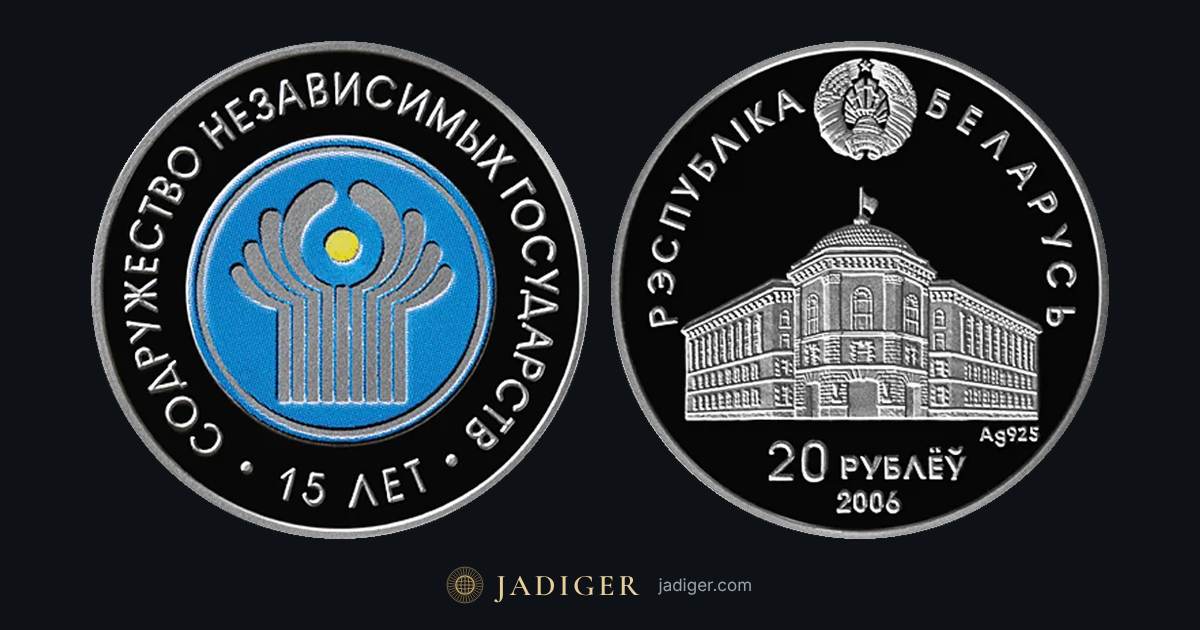 СОДРУЖЕСТВО НЕЗАВИСИМЫХ ГОСУДАРСТВ
• 15 ЛЕТ •
РЭСПУБЛІКА БЕЛАРУСЬ
Ag925
20 РУБЛЁЎ
2006
JADIGER jadiger.com